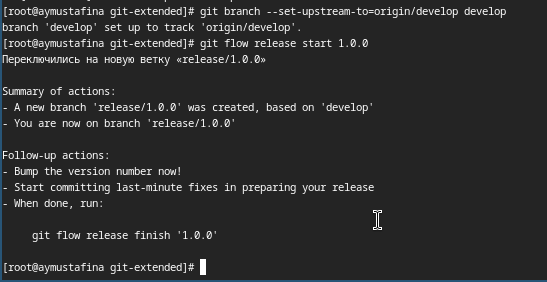 [root@aymustafina git-extended]# git branch --set-upstream-to=origin/develop develop
branch 'develop' set up to track 'origin/develop'.
[root@aymustafina git-extended]# git flow release start 1.0.0
Переключились на новую ветку «release/1.0.0»
Summary of actions:
- A new branch 'release/1.0.0' was created, based on 'develop'
- You are now on branch 'release/1.0.0'
Follow-up actions:
- Bump the version number now!
- Start committing last-minute fixes in preparing your release
- When done, run:
git flow release finish '1.0.0'
[root@aymustafina git-extended]#